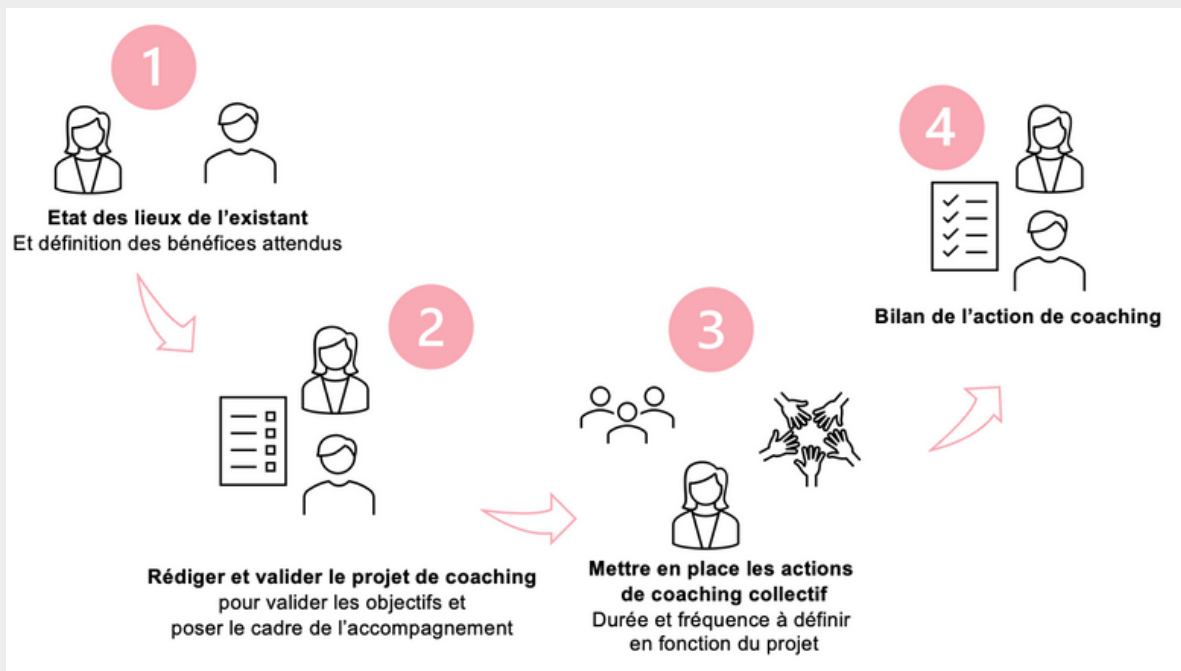 1
Etat des lieux de l'existant
Et définition des bénéfices attendus
2
Rédiger et valider le projet de coaching
pour valider les objectifs et
poser le cadre de l'accompagnement
3
Mettre en place les actions
de coaching collectif
Durée et fréquence à définir
en fonction du projet
4
Bilan de l'action de coaching